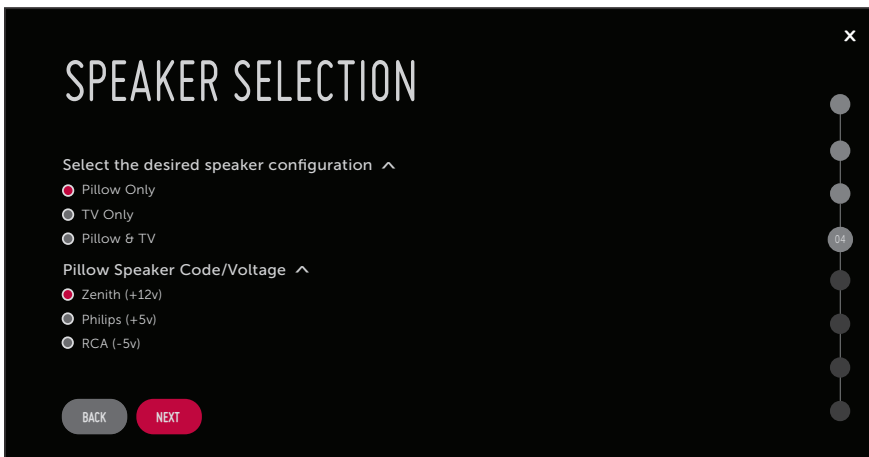 X
SPEAKER SELECTION
Select the desired speaker configuration
Pillow Only
TV Only
Pillow & TV
04
Pillow Speaker Code/Voltage
Zenith (+12v)
Philips (+5v)
RCA (-5v)
BACK NEXT